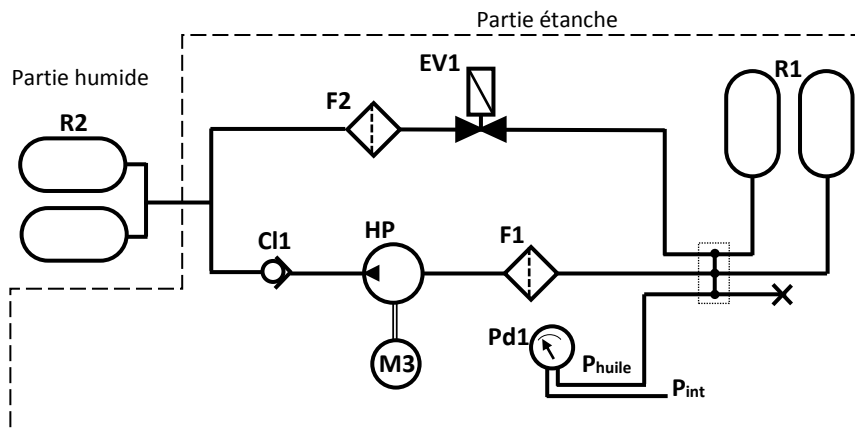 Partie étanche
Partie humide
EV1
R1
F2
R2
Cl1
HP
F1
Pd1
M3
Phuile
Pint